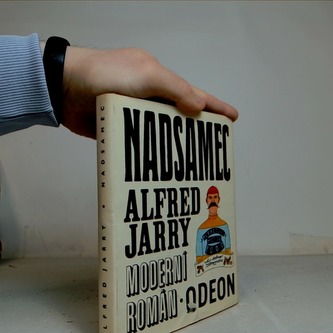 NADSAMEC
ALFRED
JARRY
MODERNÍ
ROMÁN · ODEON
ALFRED JARRY • NADSAMEC